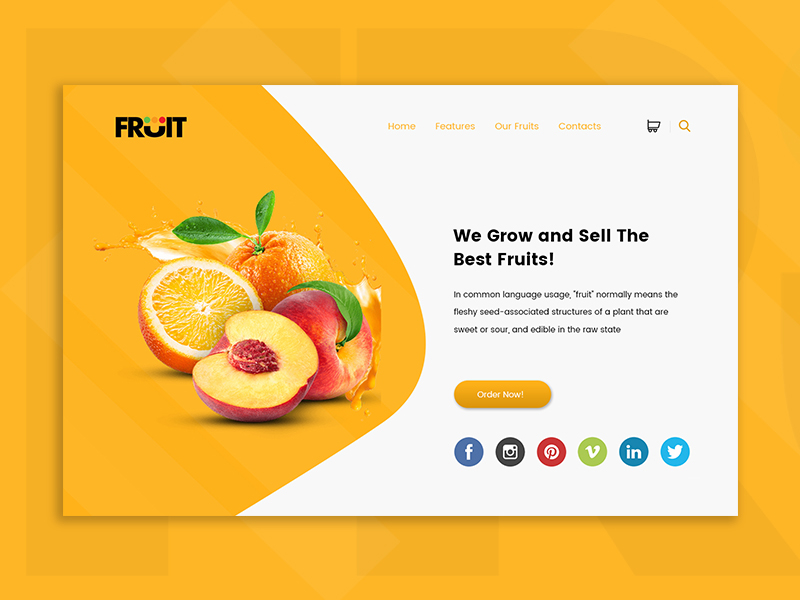 FRÜIT
Home Features Our Fruits Contacts
We Grow and Sell The
Best Fruits!
In common language usage, "fruit" normally means the
fleshy seed-associated structures of a plant that are
sweet or sour, and edible in the raw state
Order Now!